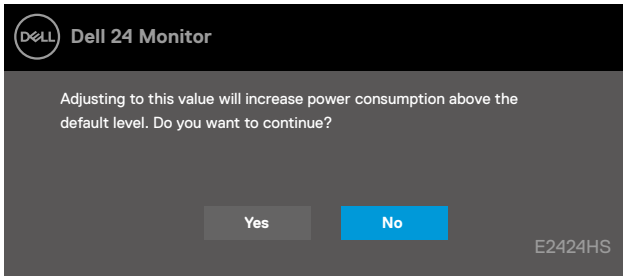 DELL
Dell 24 Monitor
Adjusting to this value will increase power consumption above the
default level. Do you want to continue?
Yes
No
E2424HS